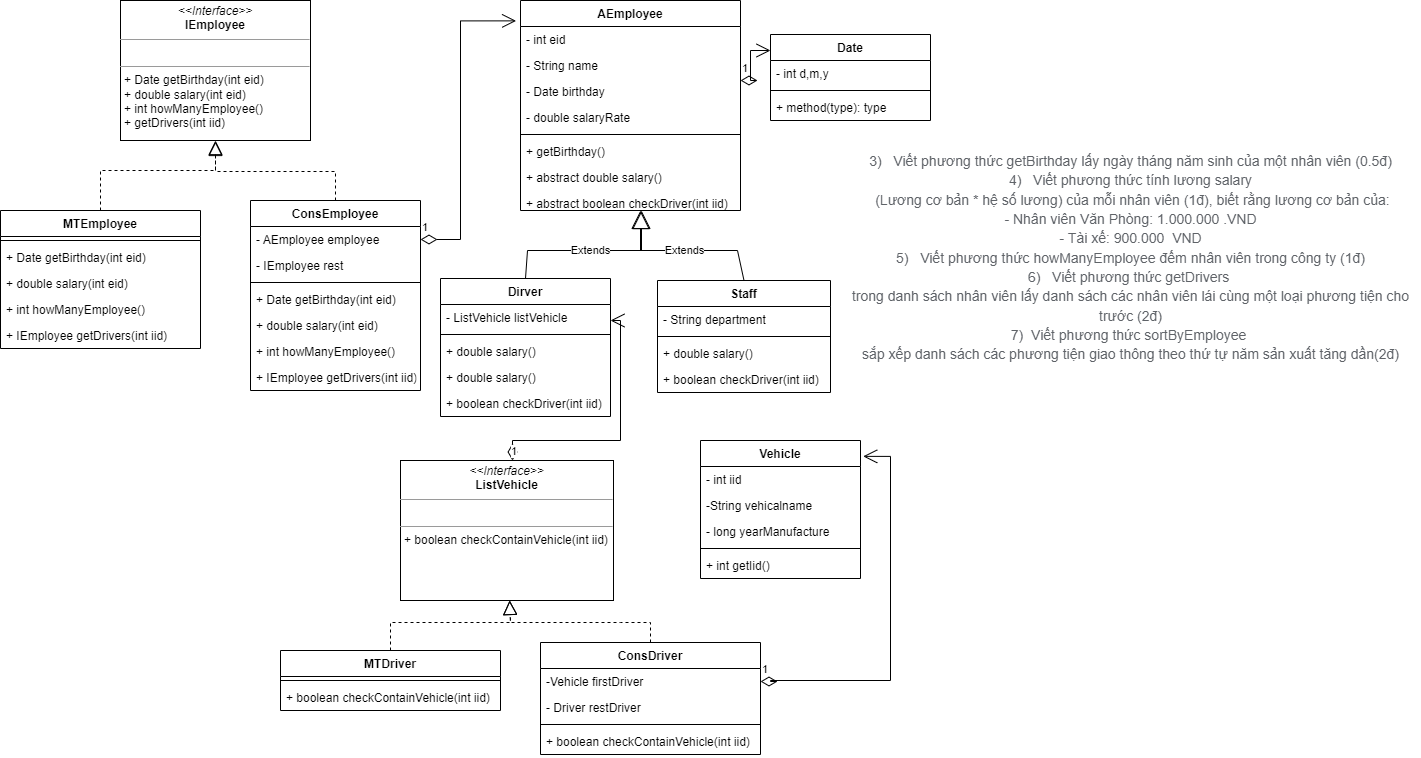 <<Interface>>
IEmployee
+ Date getBirthday(int eid)
+ double salary(int eid)
+ int howManyEmployee()
+ getDrivers(int iid)
AEmployee
- int eid
- String name
- Date birthday
- double salaryRate
+ getBirthday()
+ abstract double salary()
+ abstract boolean checkDriver(int iid)
1
Date
- int d,m,y
+ method(type): type
3) Viết phương thức getBirthday lấy ngày tháng năm sinh của một nhân viên (0.5đ)
4) Viết phương thức tính lương salary
(Lương cơ bản * hệ số lương) của mỗi nhân viên (1đ), biết rằng lương cơ bản của:
- Nhân viên Văn Phòng: 1.000.000 .VND
- Tài xế: 900.000 VND
5) Viết phương thức howManyEmployee đếm nhân viên trong công ty (1đ)
6) Viết phương thức getDrivers
trong danh sách nhân viên lấy danh sách các nhân viên lái cùng một loại phương tiện cho
trước (2đ)
7) Viết phương thức sortByEmployee
sắp xếp danh sách các phương tiện giao thông theo thứ tự năm sản xuất tăng dần(2đ)
MTEmployee
+ Date getBirthday(int eid)
+ double salary(int eid)
+ int howManyEmployee()
+ IEmployee getDrivers(int iid)
ConsEmployee
- AEmployee employee
- IEmployee rest
+ Date getBirthday(int eid)
+ double salary(int eid)
+ int howManyEmployee()
+ IEmployee getDrivers(int iid)
1
Extends
Extends
Dirver
- ListVehicle listVehicle
+ double salary()
+ double salary()
+ boolean checkDriver(int iid)
Staff
- String department
+ double salary()
+ boolean checkDriver(int iid)
1
<<Interface>>
ListVehicle
+ boolean checkContainVehicle(int iid)
Vehicle
- int iid
-String vehicalname
- long yearManufacture
+ int getIid()
MTDriver
+ boolean checkContainVehicle(int iid)
ConsDriver
-Vehicle firstDriver
- Driver restDriver
+ boolean checkContainVehicle(int iid)
1